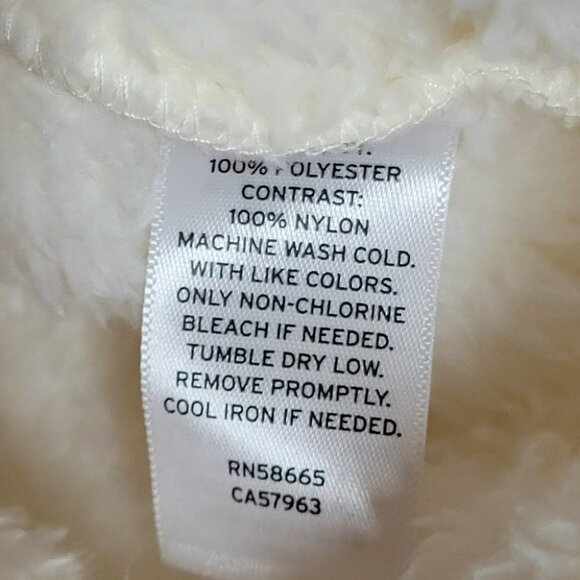 100% POLYESTER
CONTRAST:
100% NYLON
MACHINE WASH COLD.
WITH LIKE COLORS.
ONLY NON-CHLORINE
BLEACH IF NEEDED.
TUMBLE DRY LOW.
REMOVE PROMPTLY.
COOL IRON IF NEEDED.
RN58665
CA57963